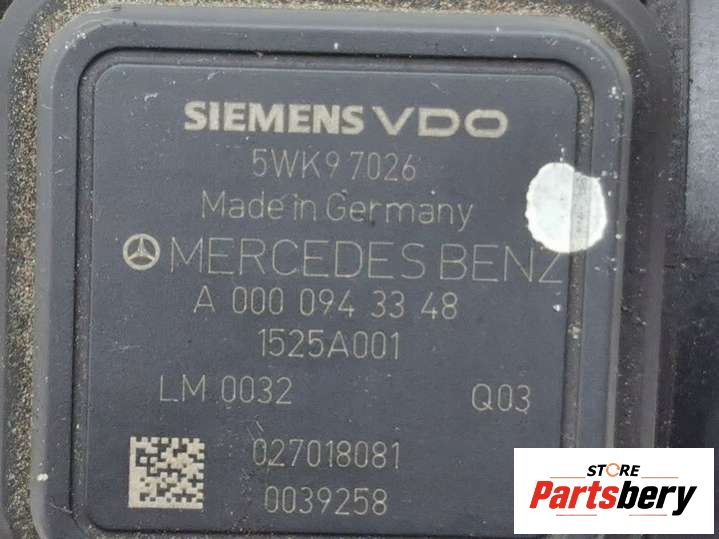 SIEMENS VDO
5WK9 7026
Made in Germany
MERCEDES BENZ
A 000 094 33 48
1525A001
LM 0032 Q03
027018081
0039258
STORE
Partsbery